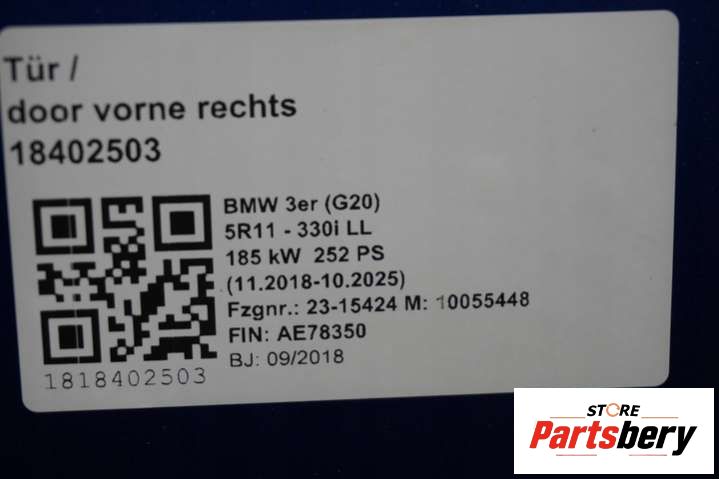 Tür /
door vorne rechts
18402503
BMW 3er (G20)
5R11 - 330i LL
185 kW 252 PS
(11.2018-10.2025)
Fzgnr.: 23-15424 M: 10055448
FIN: AE78350
BJ: 09/2018
1818402503
STORE
Partsbery